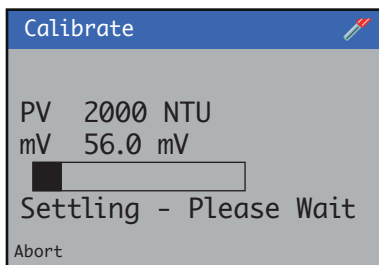 Calibrate
PV 2000 NTU
mV 56.0 mV
Settling - Please Wait
Abort